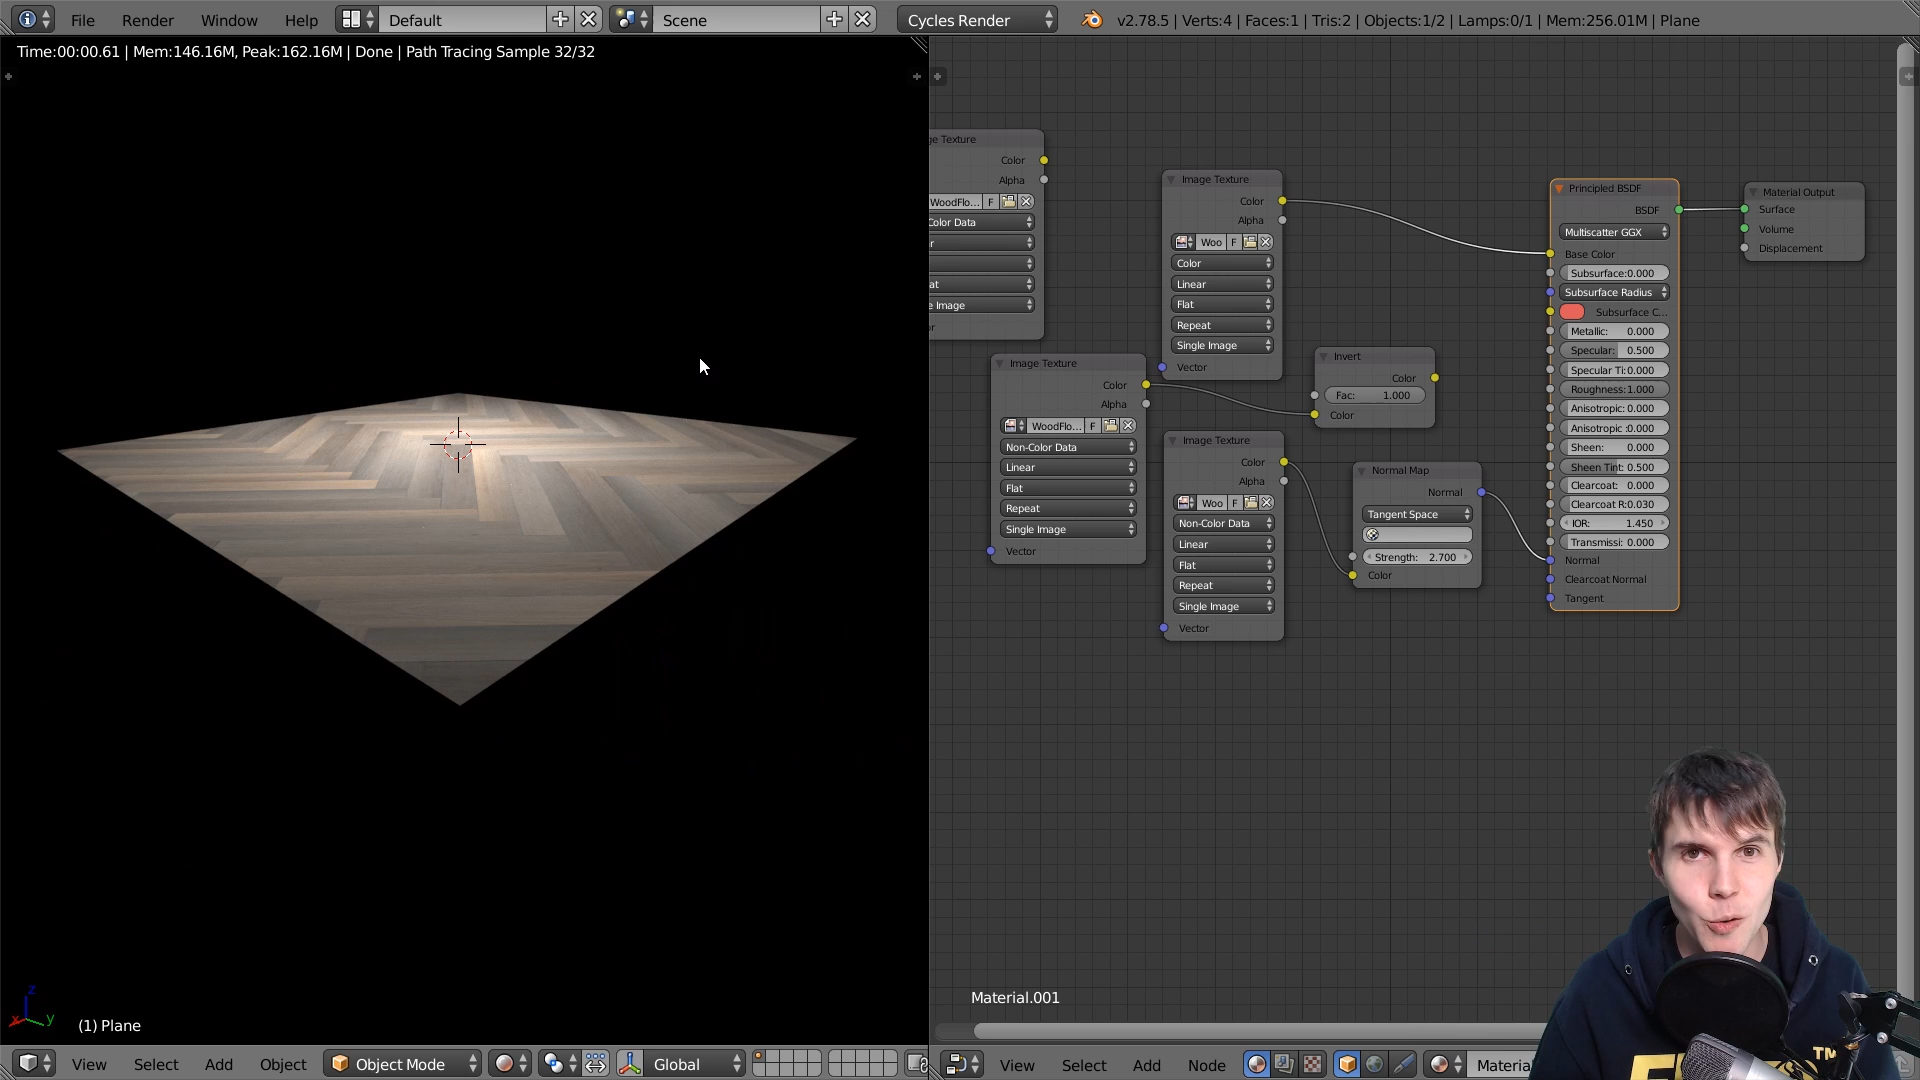 File Render Window Help Default Scene Cycles Render v2.78.5 | Verts:4 | Faces:1 | Tris:2 | Objects:1/2 | Lamps:0/1 | Mem:256.01M | Plane
Time:00:00.61 | Mem:146.16M, Peak:162.16M | Done | Path Tracing Sample 32/32
ge Texture
Color
Alpha
WoodFlo... F
Color Data
r
at
e Image
or
Image Texture
Color
Alpha
Woo F
Color
Linear
Flat
Repeat
Single Image
Vector
Image Texture
Color
Alpha
WoodFlo... F
Non-Color Data
Linear
Flat
Repeat
Single Image
Vector
Invert
Color
Fac: 1.000
Color
Image Texture
Color
Alpha
Woo F
Non-Color Data
Linear
Flat
Repeat
Single Image
Vector
Normal Map
Normal
Tangent Space
Strength: 2.700
Color
Principled BSDF
BSDF
Multiscatter GGX
Base Color
Subsurface:0.000
Subsurface Radius
Subsurface C...
Metallic: 0.000
Specular: 0.500
Specular Ti:0.000
Roughness:1.000
Anisotropic:0.000
Anisotropic :0.000
Sheen: 0.000
Sheen Tint: 0.500
Clearcoat: 0.000
Clearcoat R:0.030
IOR: 1.450
Transmissi: 0.000
Normal
Clearcoat Normal
Tangent
Material Output
Surface
Volume
Displacement
Material.001
z
x y
(1) Plane
TM
View Select Add Object Object Mode Global
View Select Add Node Materia